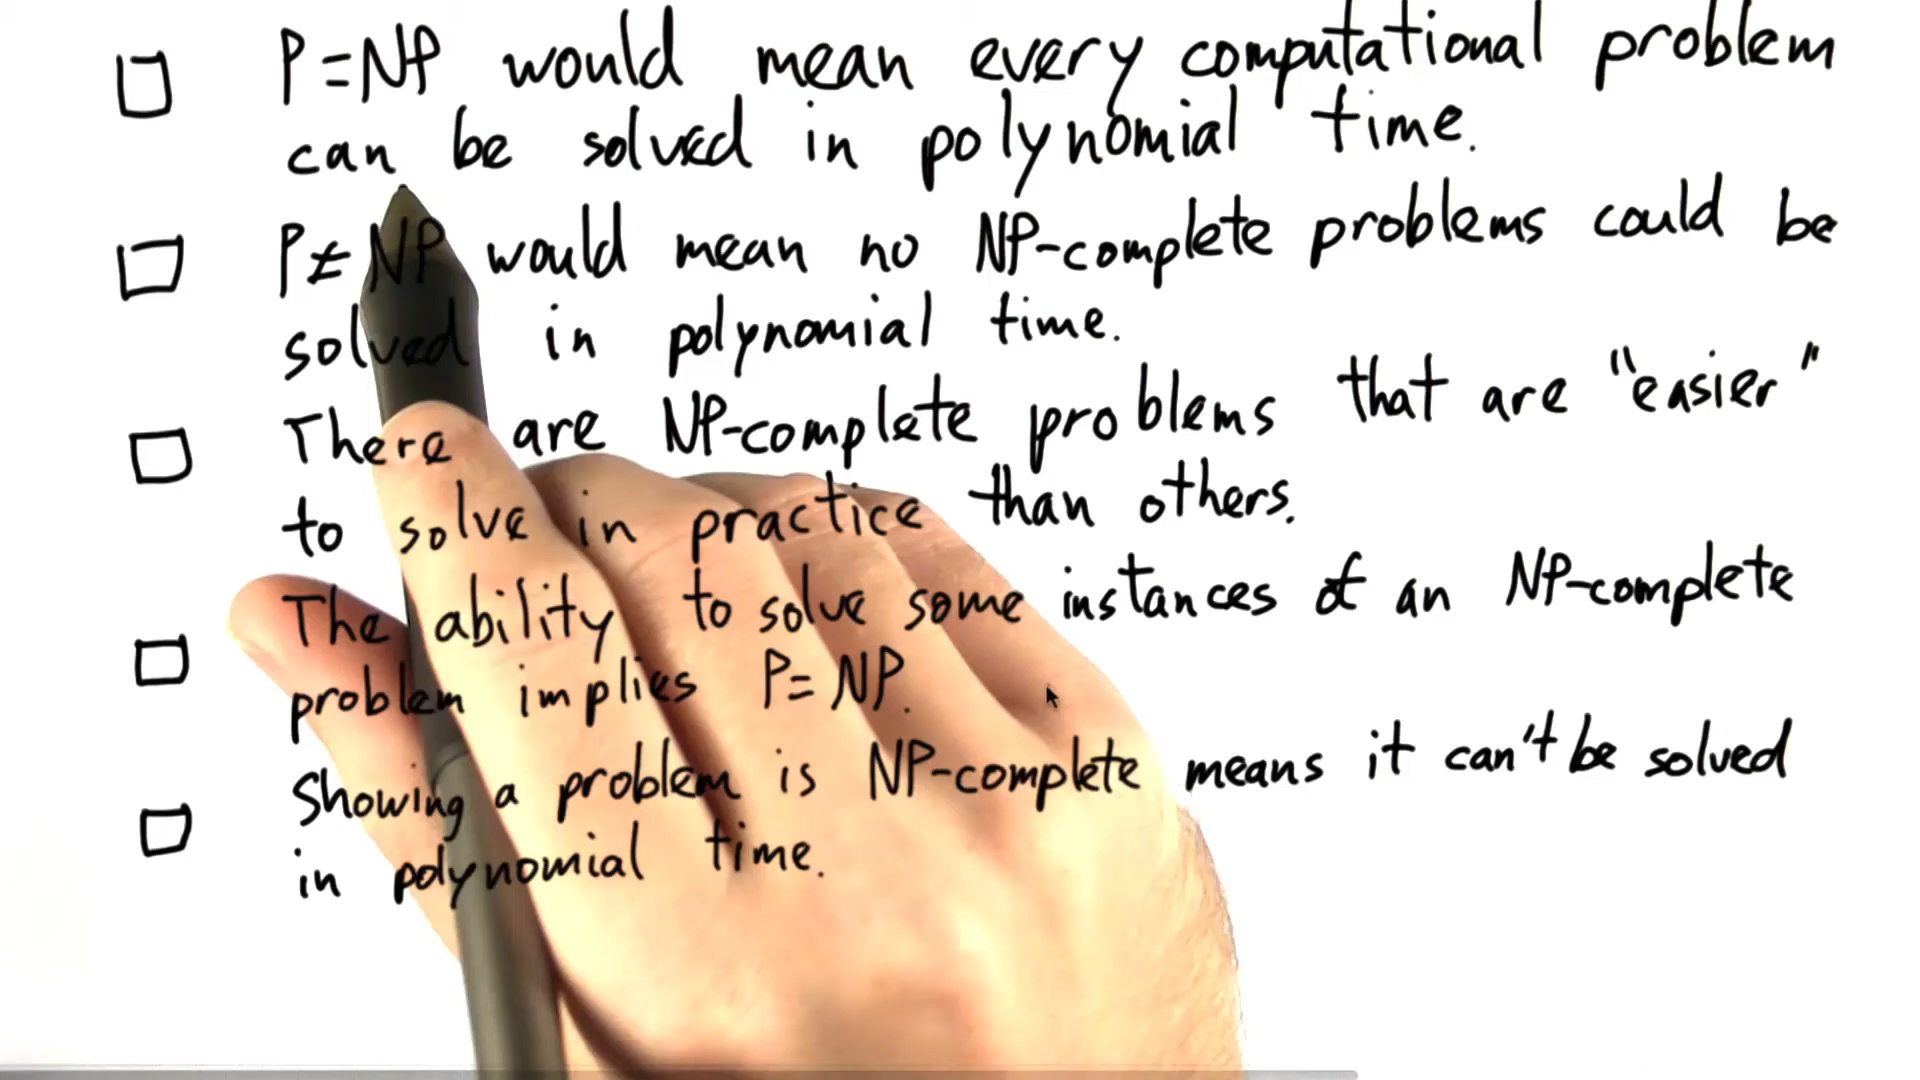 P=NP would mean every computational problem
can be solved in polynomial time.
P≠NP would mean no NP-complete problems could be
solved in polynomial time.
There are NP-complete problems that are "easier"
to solve in practice than others.
The ability to solve some instances of an NP-complete
problem implies P=NP.
Showing a problem is NP-complete means it can't be solved
in polynomial time.